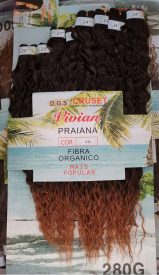 D.G.S CRUSET
Vivian
PRAIANA
COR
FIBRA
ORGANICO
MAIS
POPULAR
280G